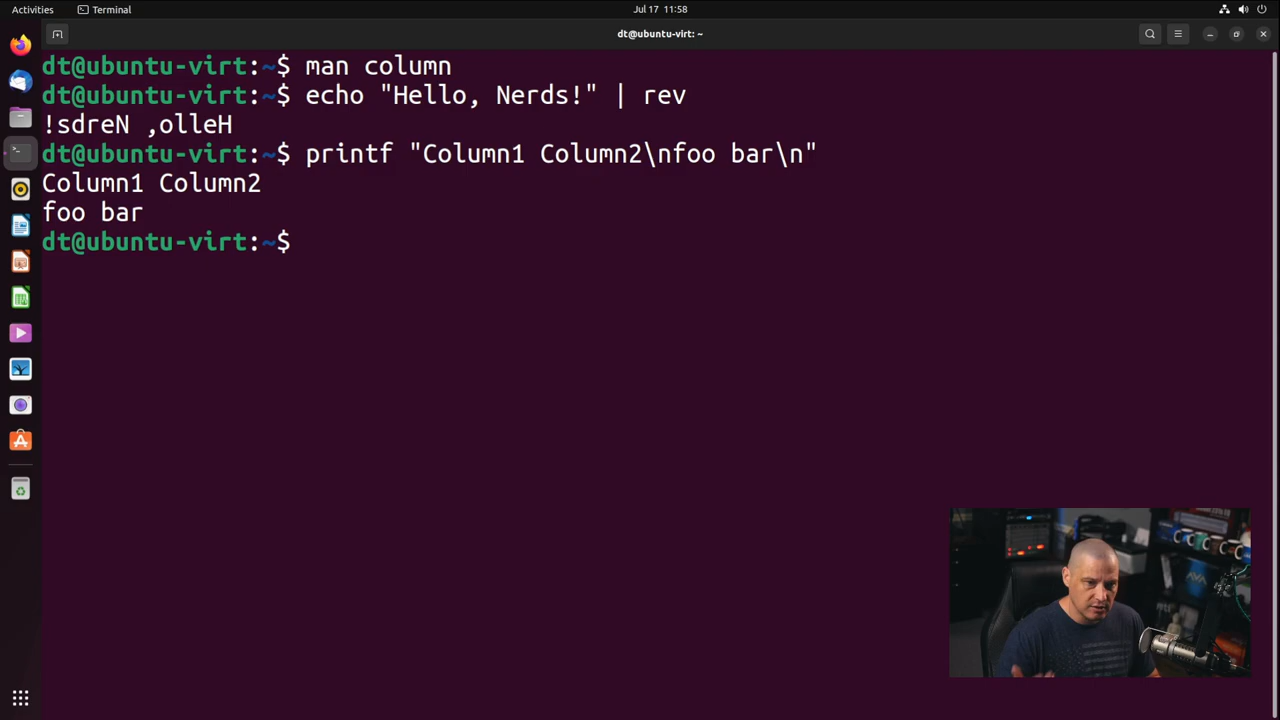 Activities Terminal Jul 17 11:58
dt@ubuntu-virt: ~
dt@ubuntu-virt:~$ man column
dt@ubuntu-virt:~$ echo "Hello, Nerds!" | rev
!sdreN ,olleH
dt@ubuntu-virt:~$ printf "Column1 Column2\nfoo bar\n"
Column1 Column2
foo bar
dt@ubuntu-virt:~$
AVA